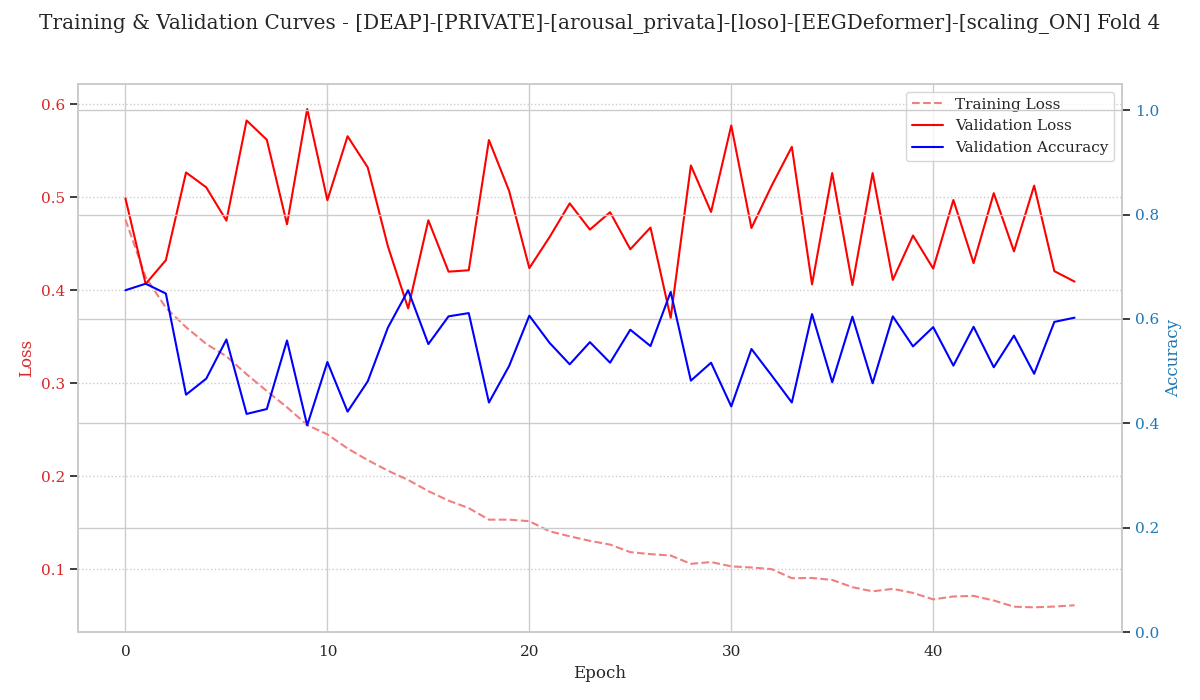 Training & Validation Curves - [DEAP]-[PRIVATE]-[arousal_privata]-[loso]-[EEGDeformer]-[scaling_ON] Fold 4
Training Loss
Validation Loss
Validation Accuracy
0.6
0.5
0.4
0.3
0.2
0.1
Loss
1.0
0.8
0.6
0.4
0.2
0.0
Accuracy
0
10
20
30
40
Epoch